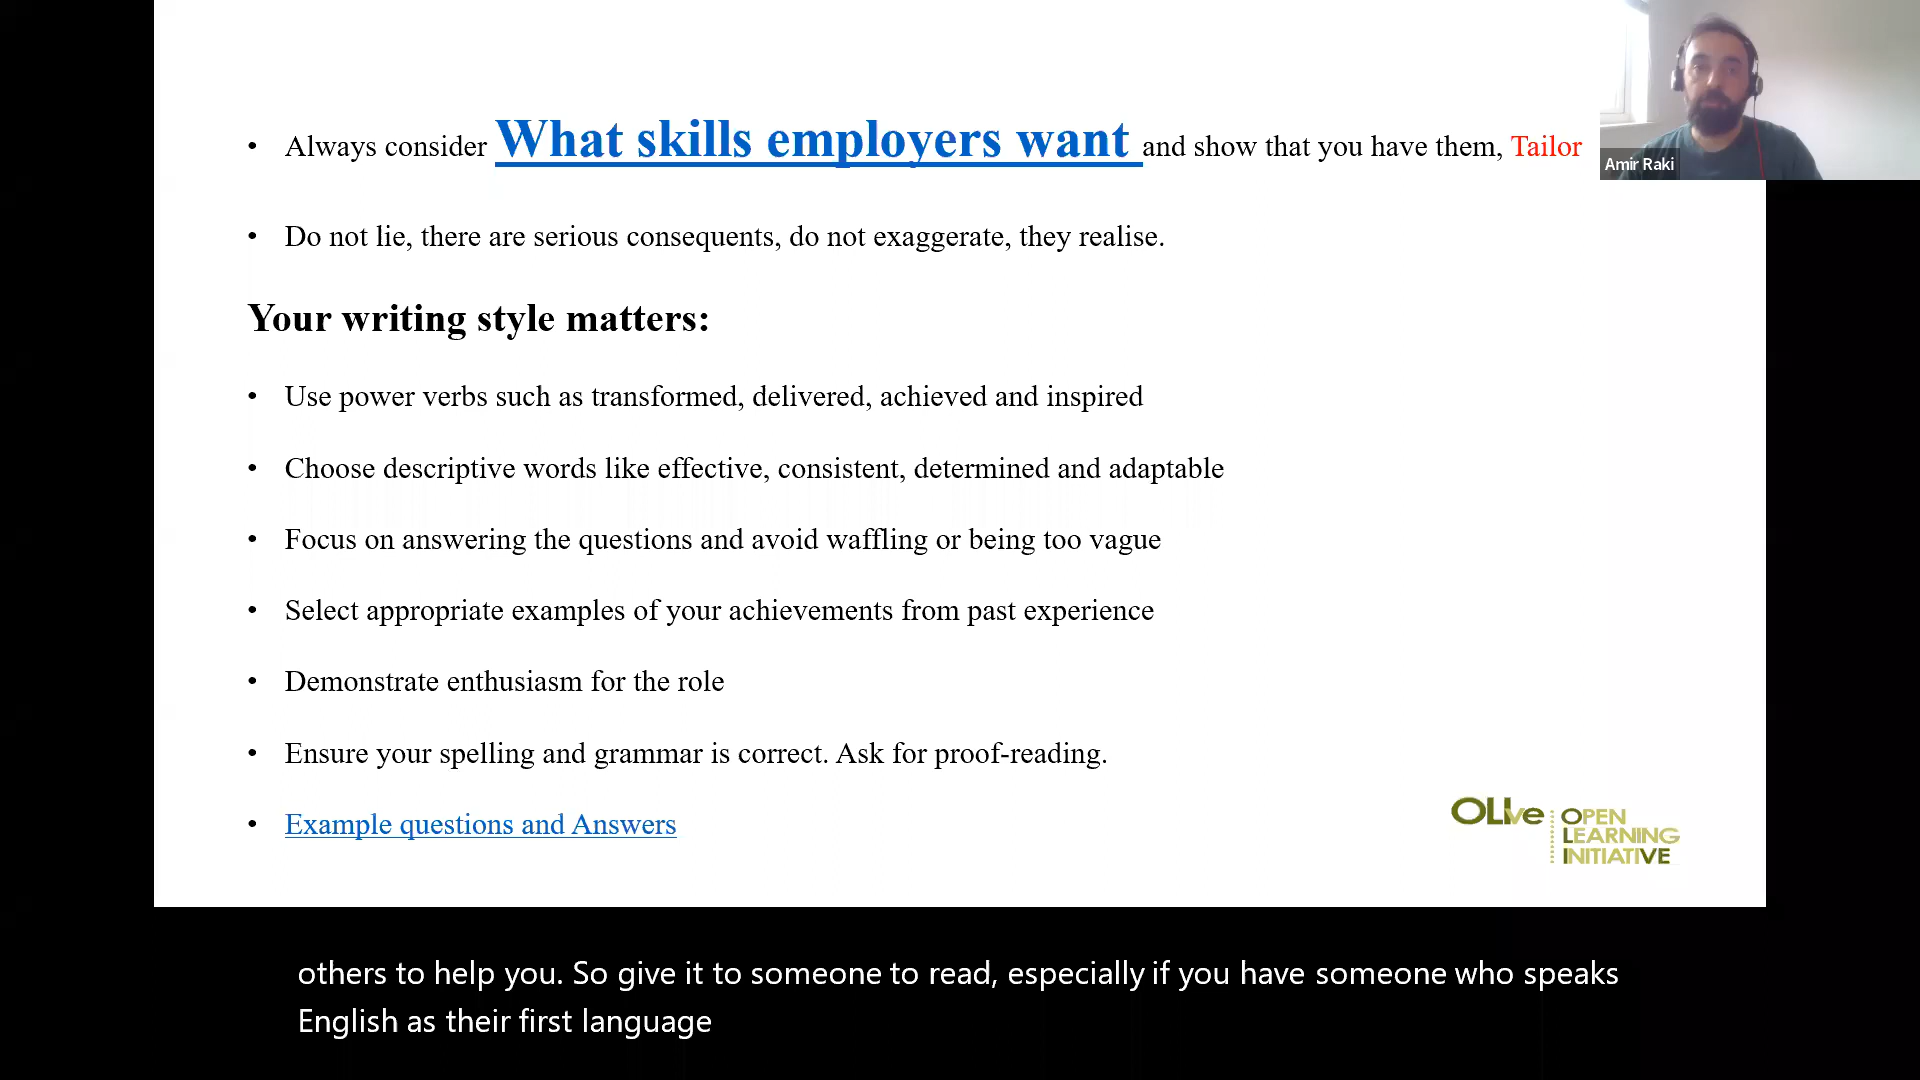 • Always consider What skills employers want and show that you have them, Tailor
Amir Raki
• Do not lie, there are serious consequents, do not exaggerate, they realise.
Your writing style matters:
• Use power verbs such as transformed, delivered, achieved and inspired
• Choose descriptive words like effective, consistent, determined and adaptable
• Focus on answering the questions and avoid waffling or being too vague
• Select appropriate examples of your achievements from past experience
• Demonstrate enthusiasm for the role
• Ensure your spelling and grammar is correct. Ask for proof-reading.
• Example questions and Answers
OLIve
OPEN
LEARNING
INITIATIVE
others to help you. So give it to someone to read, especially if you have someone who speaks
English as their first language